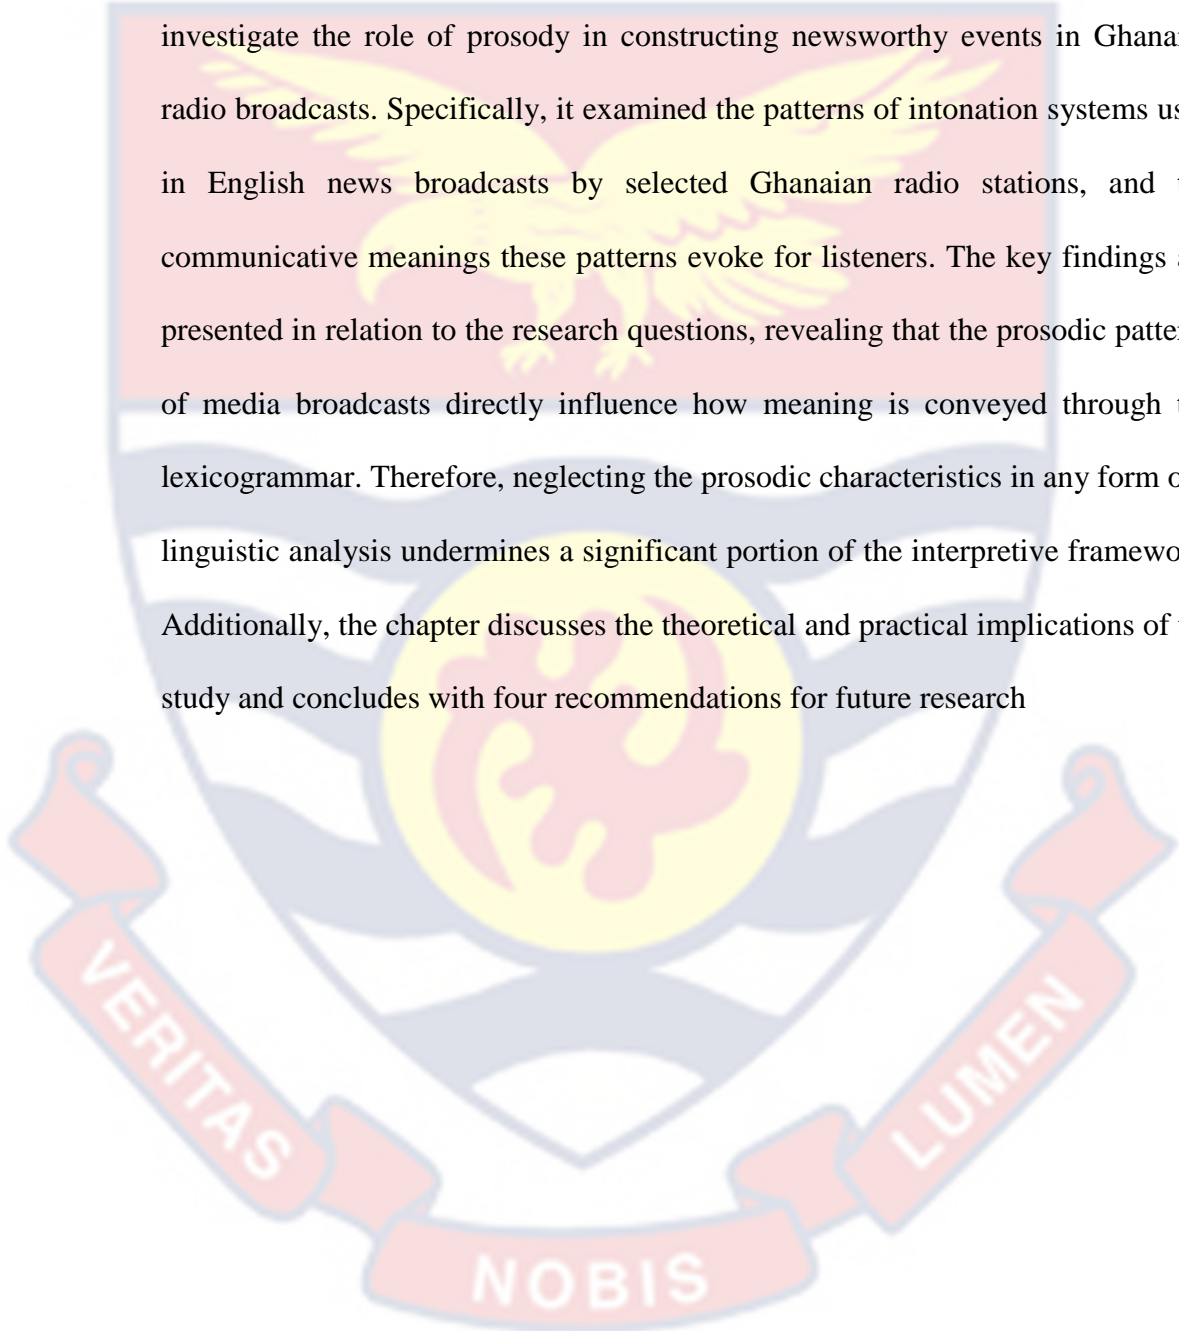 investigate the role of prosody in constructing newsworthy events in Ghanai
radio broadcasts. Specifically, it examined the patterns of intonation systems us
in English news broadcasts by selected Ghanaian radio stations, and t
communicative meanings these patterns evoke for listeners. The key findings a
presented in relation to the research questions, revealing that the prosodic patter
of media broadcasts directly influence how meaning is conveyed through t
lexicogrammar. Therefore, neglecting the prosodic characteristics in any form o
linguistic analysis undermines a significant portion of the interpretive framewo
Additionally, the chapter discusses the theoretical and practical implications of t
study and concludes with four recommendations for future research
VERITAS
NOBIS
LUMEN